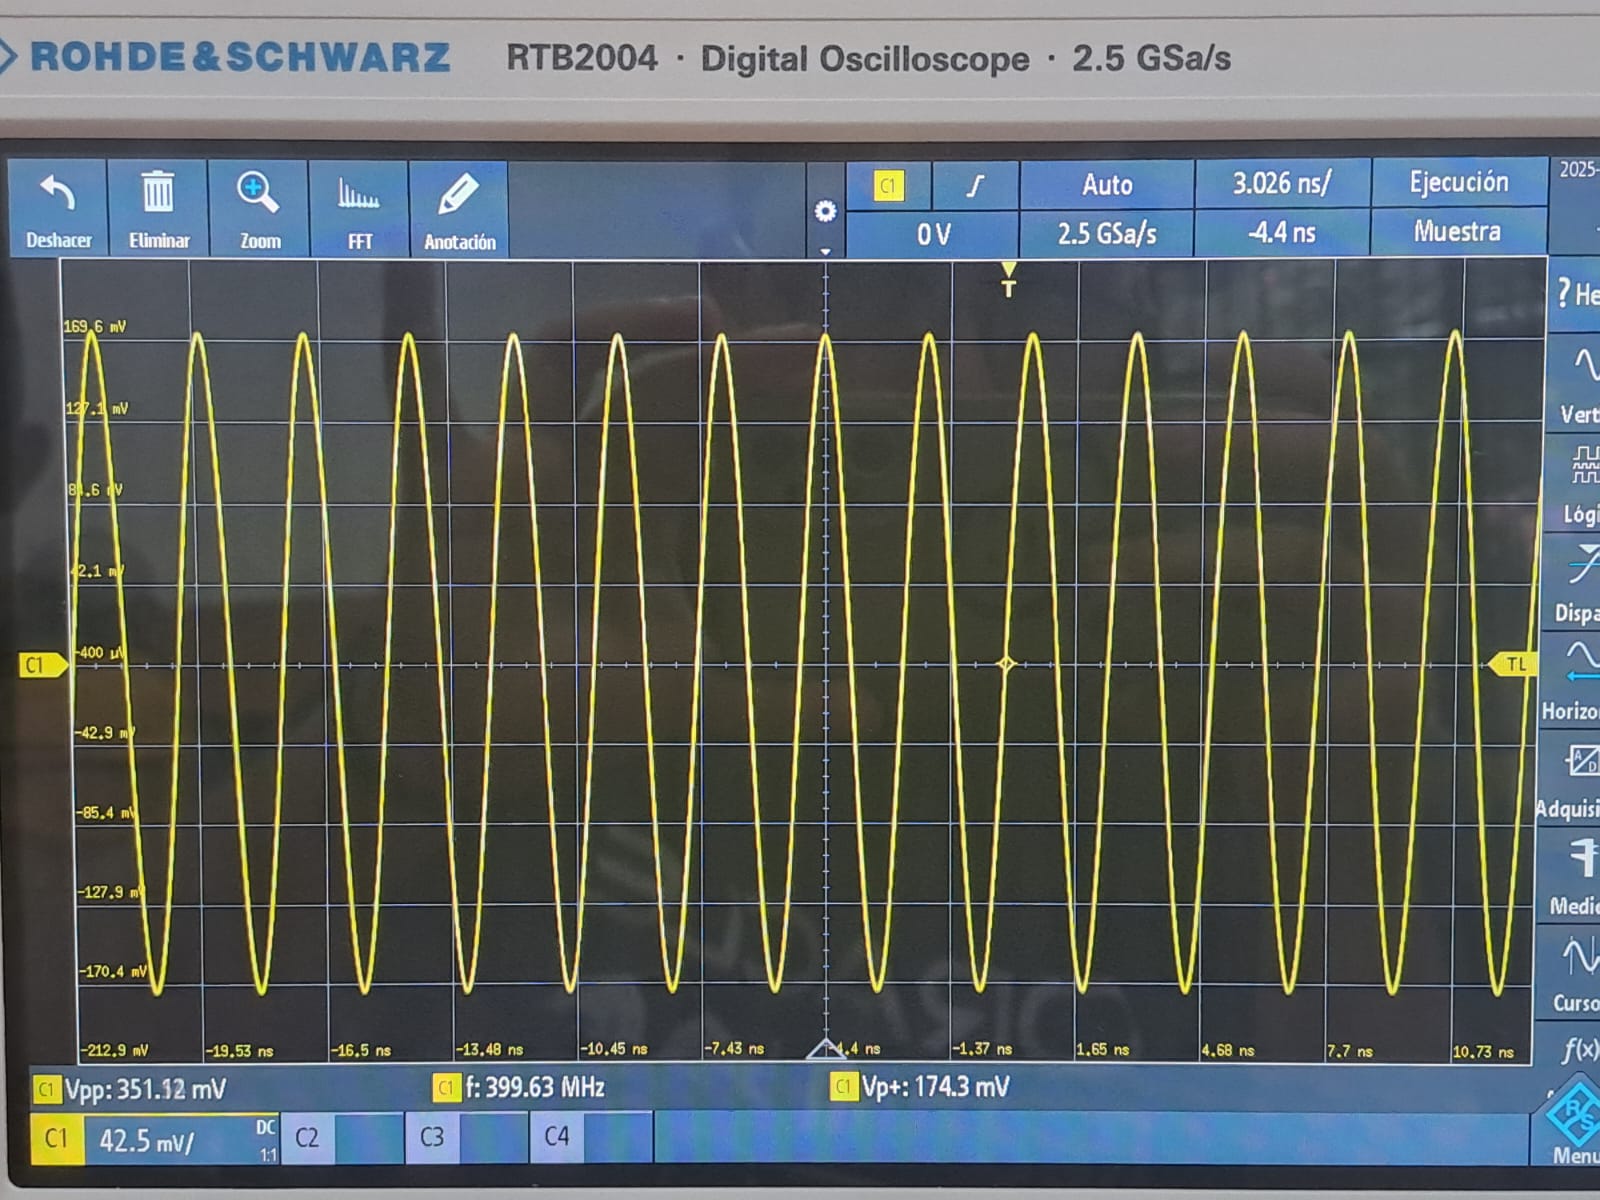 ROHDE&SCHWARZ RTB2004 · Digital Oscilloscope · 2.5 GSa/s
2025-
C1 Auto 3.026 ns/ Ejecución
0 V 2.5 GSa/s -4.4 ns Muestra
Deshacer Eliminar Zoom FFT Anotación
T
? He
169.6 mV
Vert
127.1 mV
84.6 mV
Lógi
42.1 mV
Dispa
-400 µV
C1
TL
Horizo
-42.9 mV
A
D
-85.4 mV
Adquisi
-127.9 mV
Medic
-170.4 mV
Curso
-212.9 mV -19.53 ns -16.5 ns -13.48 ns -10.45 ns -7.43 ns -4.4 ns -1.37 ns 1.65 ns 4.68 ns 7.7 ns 10.73 ns
f(x)
C1 Vpp: 351.12 mV C1 f: 399.63 MHz C1 Vp+: 174.3 mV
R/S
C1 42.5 mV/ DC 1:1 C2 C3 C4
Menu